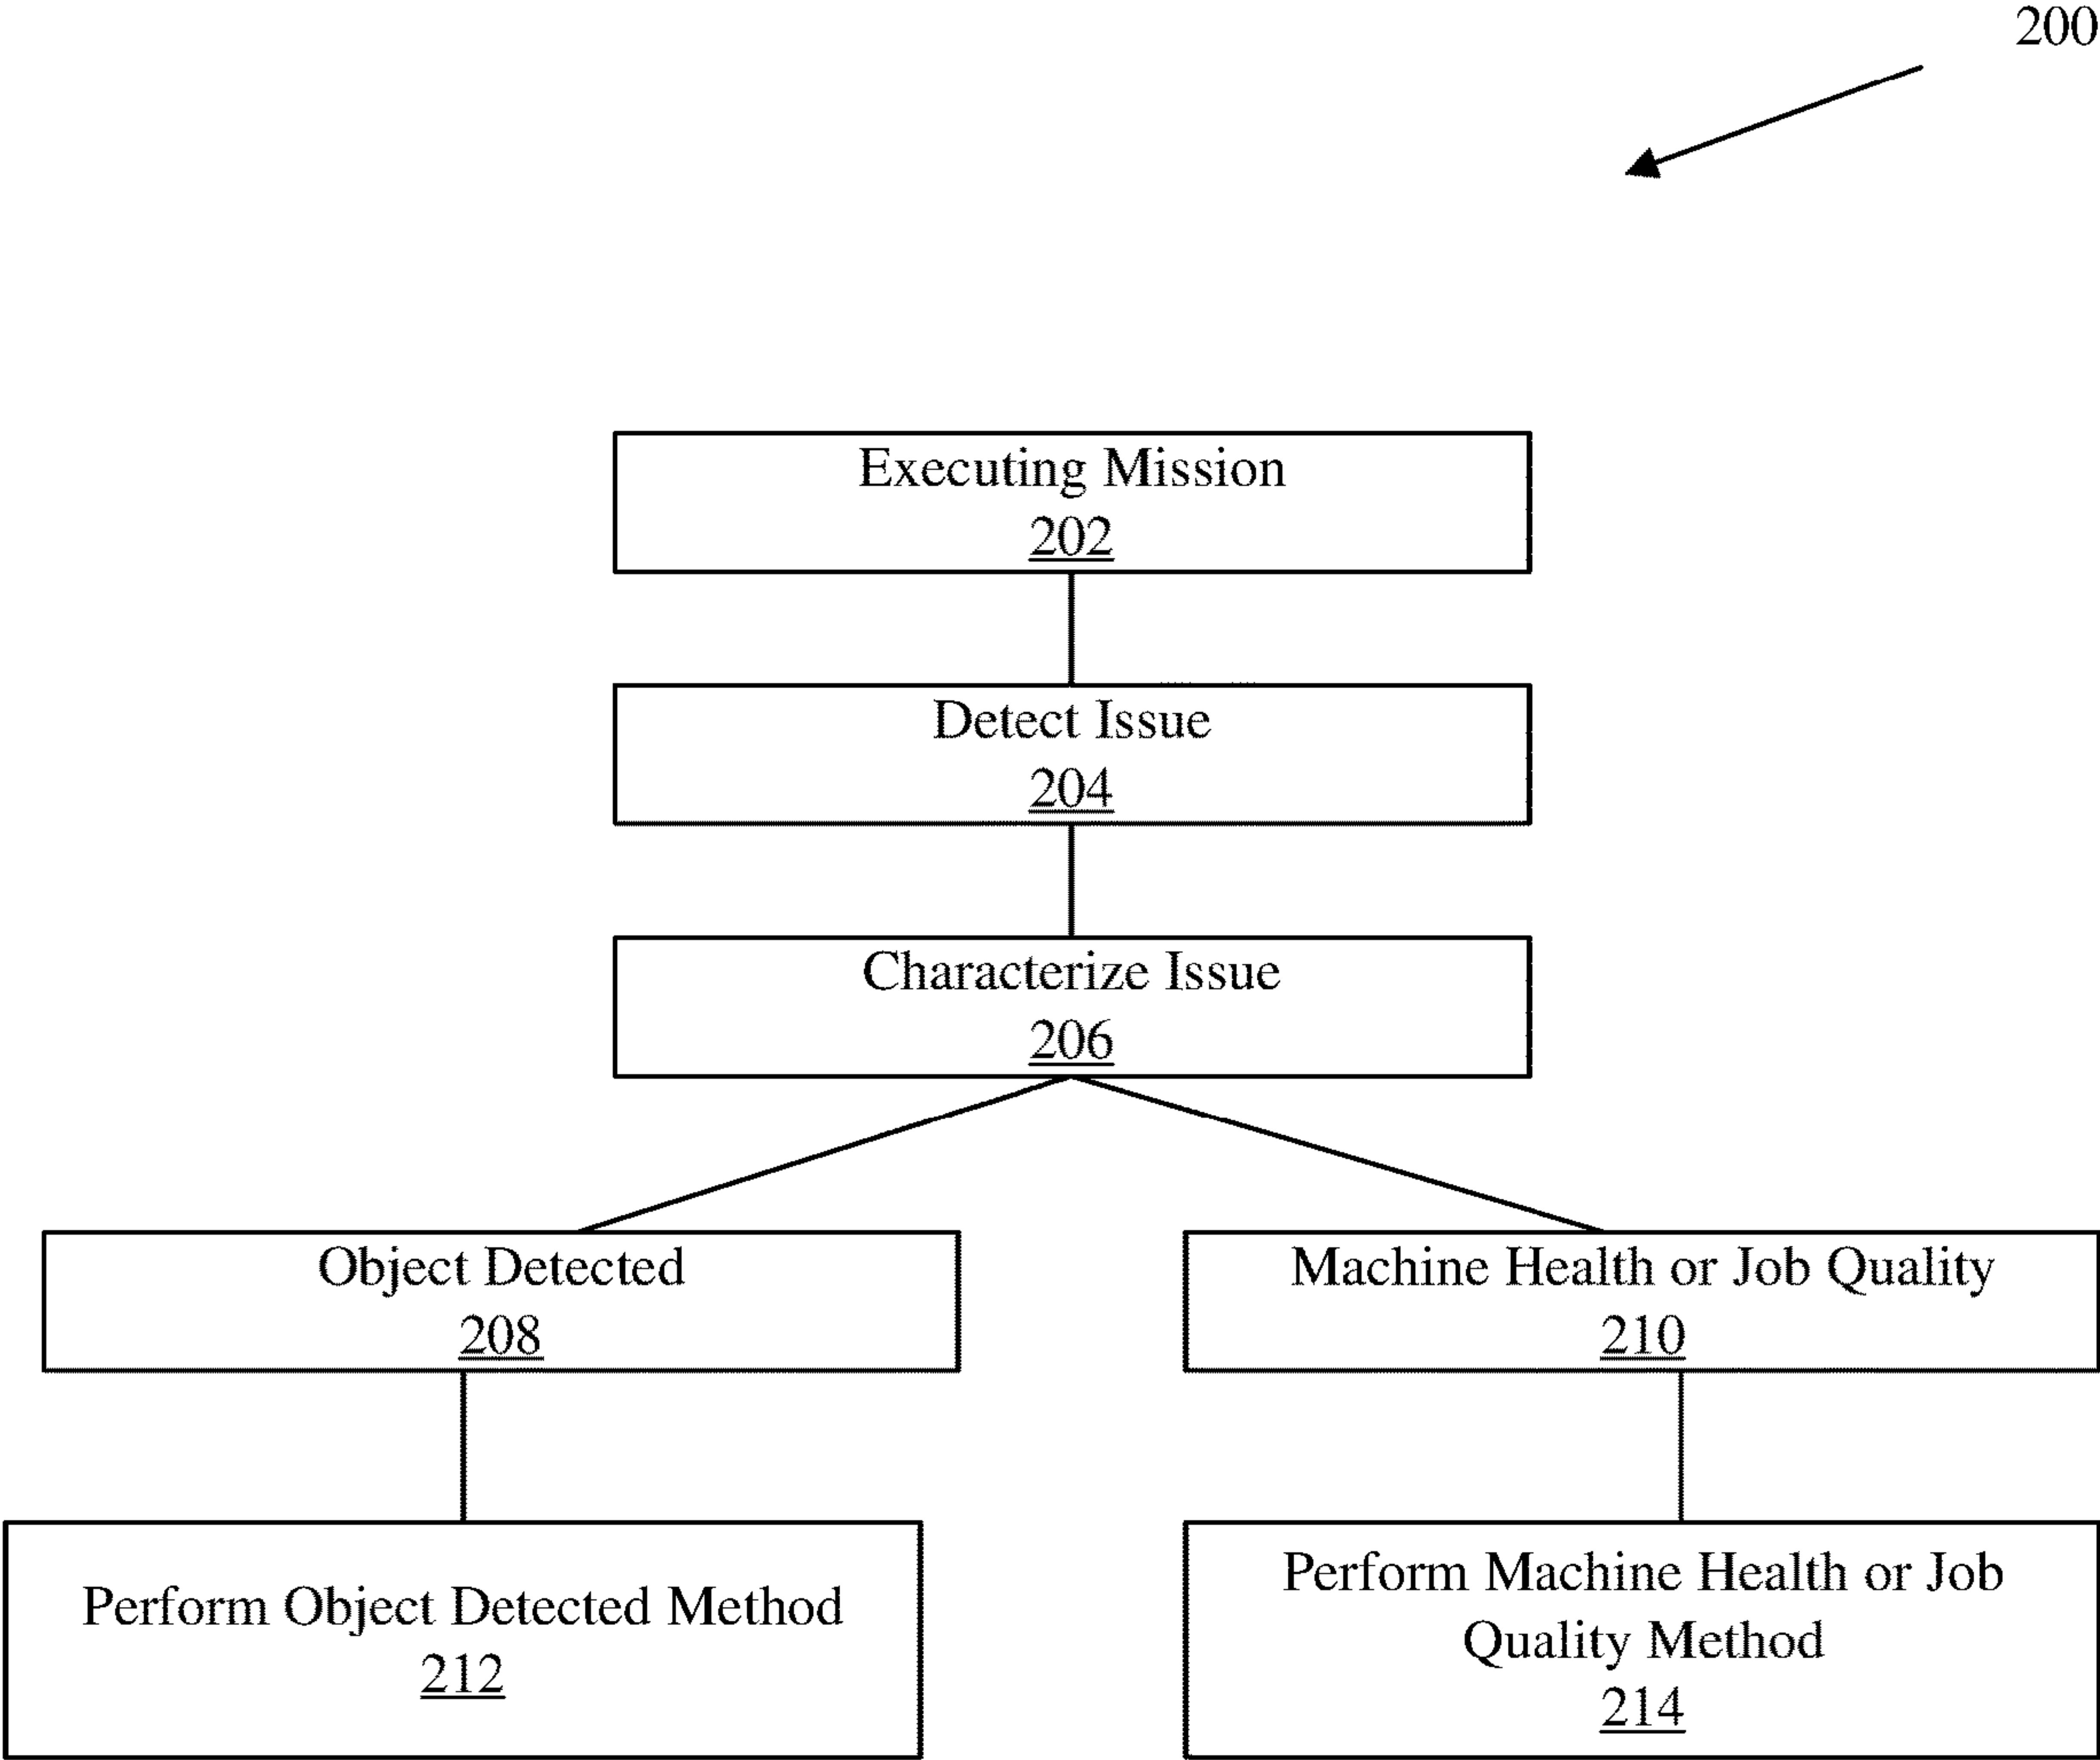 200
Executing Mission
202
Detect Issue
204
Characterize Issue
206
Object Detected
208
Machine Health or Job Quality
210
Perform Object Detected Method
212
Perform Machine Health or Job
Quality Method
214